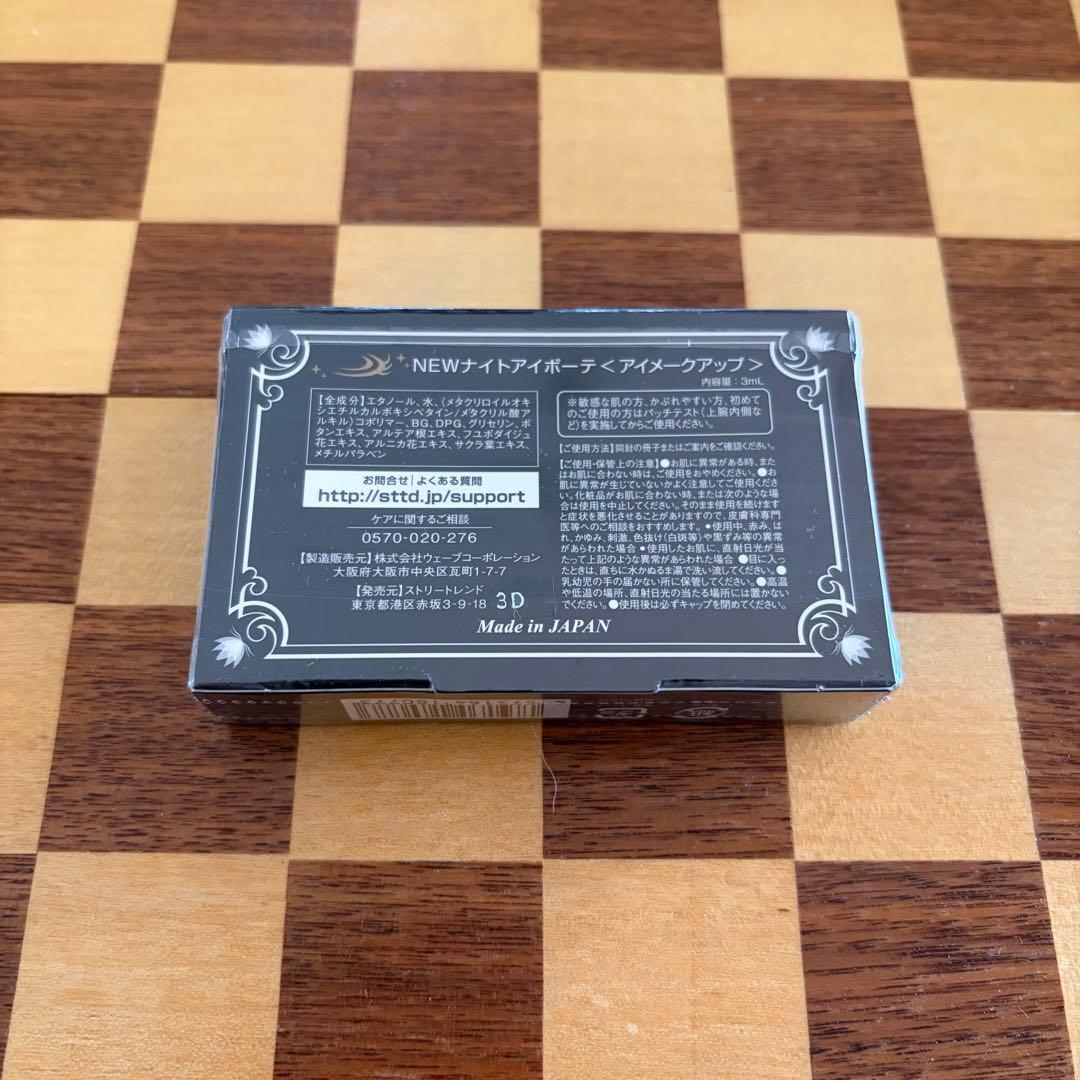 NEWナイトアイボーテ＜アイメークアップ＞
内容量：3mL
【全成分】エタノール、水、(メタクリロイルオキ
シエチルカルボキシベタイン/メタクリル酸ア
ルキル)コポリマー、BG、DPG、グリセリン、ボ
タンエキス、アルテア根エキス、フユボダイジュ
花エキス、アルニカ花エキス、サクラ葉エキス、
メチルパラベン
お問合せ|よくある質問
http://sttd.jp/support
ケアに関するご相談
0570-020-276
【製造販売元】株式会社ウェーブコーポレーション
大阪府大阪市中央区瓦町1-7-7
【発売元】ストリートレンド
東京都港区赤坂3-9-18 3D
※敏感な肌の方、かぶれやすい方、初めて
のご使用の方はパッチテスト(上腕内側な
ど)を実施してからご使用ください。
【ご使用方法】同封の冊子またはご案内をご確認ください。
【ご使用・保管上の注意】●お肌に異常がある時、また
はお肌に合わない時は、ご使用をおやめください。●お
肌に異常が生じていないかよく注意してご使用くださ
い。化粧品がお肌に合わない時、または次のような場
合は使用を中止してください。そのまま使用を続けます
と症状を悪化させることがありますので、皮膚科専門
医等へのご相談をおすすめします。●使用中、赤み、は
れ、かゆみ、刺激、色抜け(白斑等)や黒ずみ等の異常
があらわれた場合 ●使用したお肌に、直射日光が当
たって上記のような異常があらわれた場合 ●目に入っ
たときは、直ちに水かぬるま湯で洗い流してください。●
乳幼児の手の届かない所に保管してください。●高温
や低温の場所、直射日光の当たる場所には置かない
でください。●使用後は必ずキャップを閉めてください。
Made in JAPAN